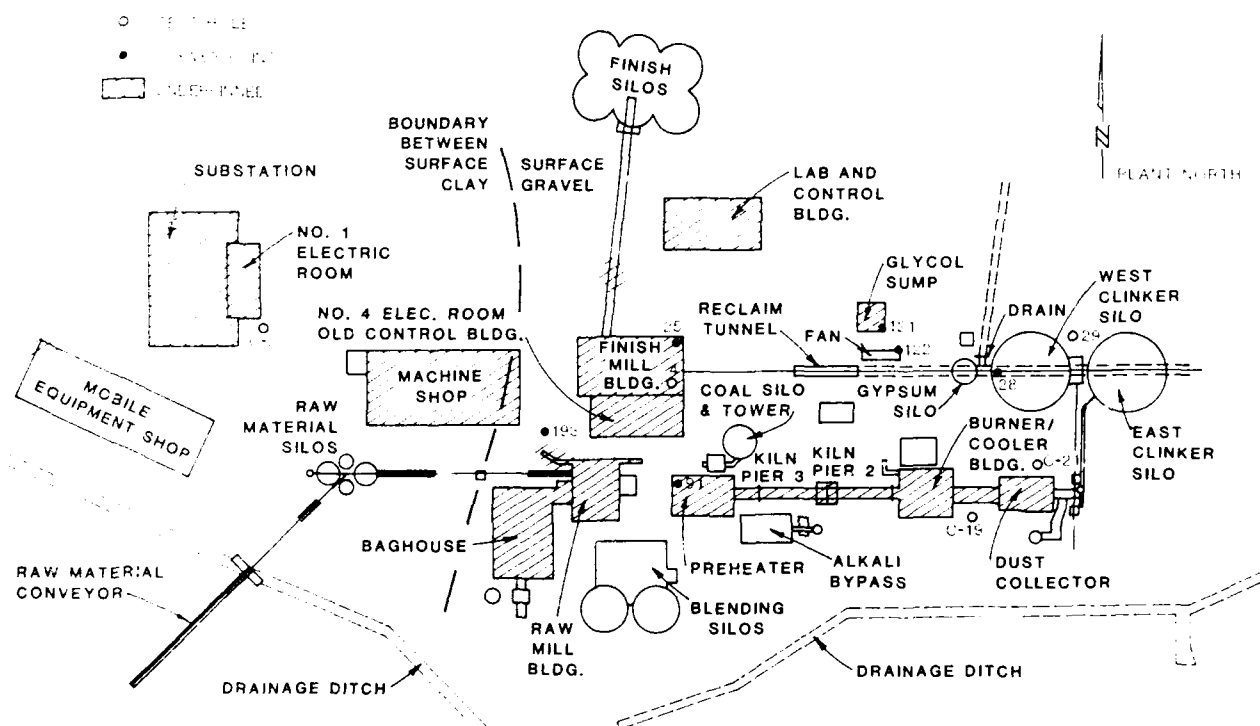 FINISH
SILOS
BOUNDARY
BETWEEN
SURFACE
CLAY
SURFACE
GRAVEL
SUBSTATION
LAB AND
CONTROL
BLDG.
PLANT NORTH
N
NO. 1
ELECTRIC
ROOM
GLYCOL
SUMP
WEST
CLINKER
SILO
NO. 4 ELEC. ROOM
OLD CONTROL BLDG.
RECLAIM
TUNNEL
FAN
DRAIN
25
29
FINISH
MILL
BLDG.
MACHINE
SHOP
MOBILE
EQUIPMENT SHOP
COAL SILO
& TOWER
GYPSUM
SILO
28
RAW
MATERIAL
SILOS
BURNER/
COOLER
BLDG.
EAST
CLINKER
SILO
KILN
PIER 3
KILN
PIER 2
C-21
91
C-19
BAGHOUSE
PREHEATER
ALKALI
BYPASS
DUST
COLLECTOR
RAW MATERIAL
CONVEYOR
BLENDING
SILOS
RAW
MILL
BLDG.
DRAINAGE DITCH
DRAINAGE DITCH